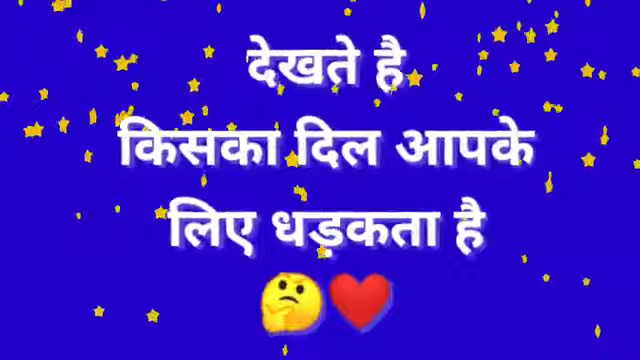 देखते है
किसका दिल आपके
लिए धड़कता है
🤔❤️